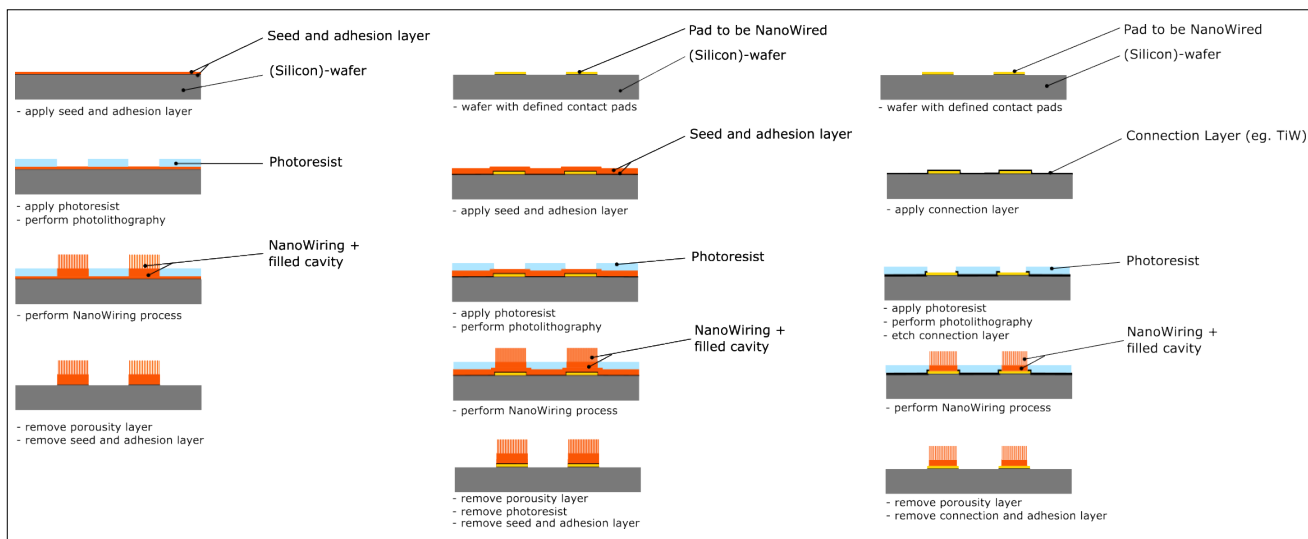 Seed and adhesion layer
(Silicon)-wafer
- apply seed and adhesion layer
Photoresist
- apply photoresist
- perform photolithography
NanoWiring +
filled cavity
- perform NanoWiring process
- remove porousity layer
- remove seed and adhesion layer
Pad to be NanoWired
(Silicon)-wafer
- wafer with defined contact pads
Seed and adhesion layer
- apply seed and adhesion layer
Photoresist
- apply photoresist
- perform photolithography
NanoWiring +
filled cavity
- perform NanoWiring process
- remove porousity layer
- remove photoresist
- remove seed and adhesion layer
Pad to be NanoWired
(Silicon)-wafer
- wafer with defined contact pads
Connection Layer (eg. TiW)
- apply connection layer
Photoresist
- apply photoresist
- perform photolithography
- etch connection layer
NanoWiring +
filled cavity
- perform NanoWiring process
- remove porousity layer
- remove connection and adhesion layer